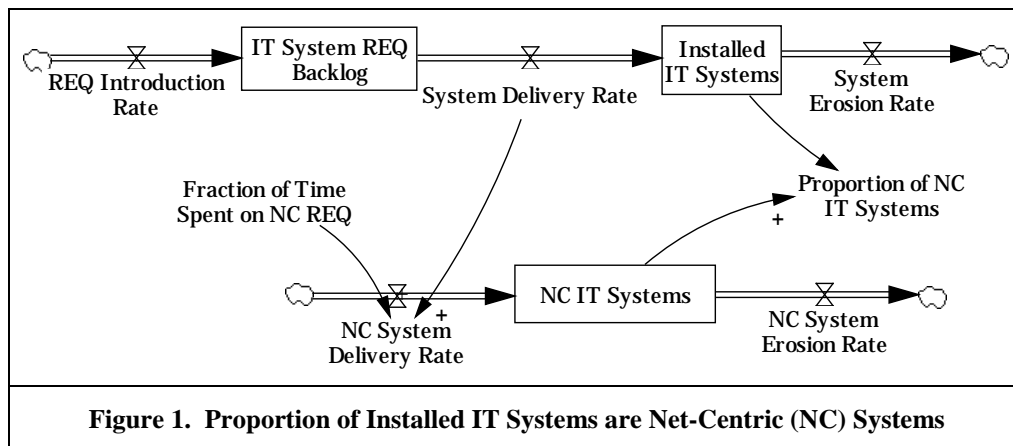 IT System REQ
Backlog
Installed
IT Systems
REQ Introduction
Rate
System Delivery Rate
System
Erosion Rate
Fraction of Time
Spent on NC REQ
-
Proportion of NC
IT Systems
+
+
NC IT Systems
+
NC System
Delivery Rate
NC System
Erosion Rate
Figure 1. Proportion of Installed IT Systems are Net-Centric (NC) Systems